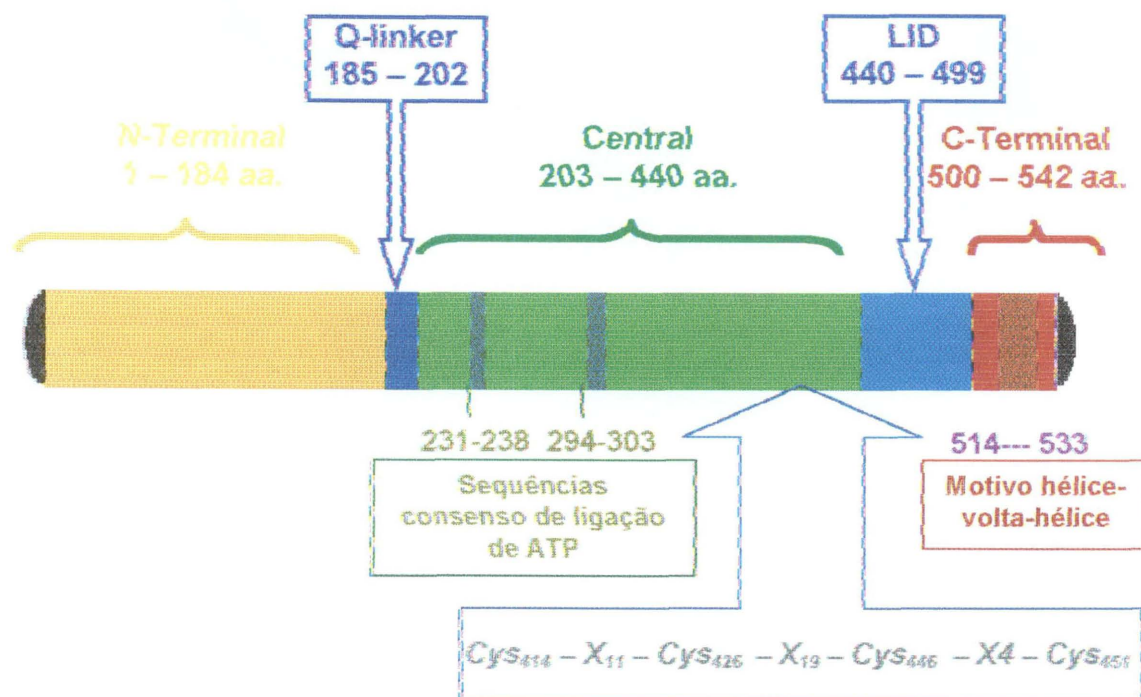 Q-linker
185 – 202
LID
440 – 499
N-Terminal
1 – 184 aa.
Central
203 – 440 aa.
C-Terminal
500 – 542 aa.
231-238 294-303
Sequências
consenso de ligação
de ATP
514--- 533
Motivo hélice-
volta-hélice
Cys₄₁₄ – X₁₁ – Cys₄₂₆ – X₁₉ – Cys₄₄₆ – X4 – Cys₄₅₁